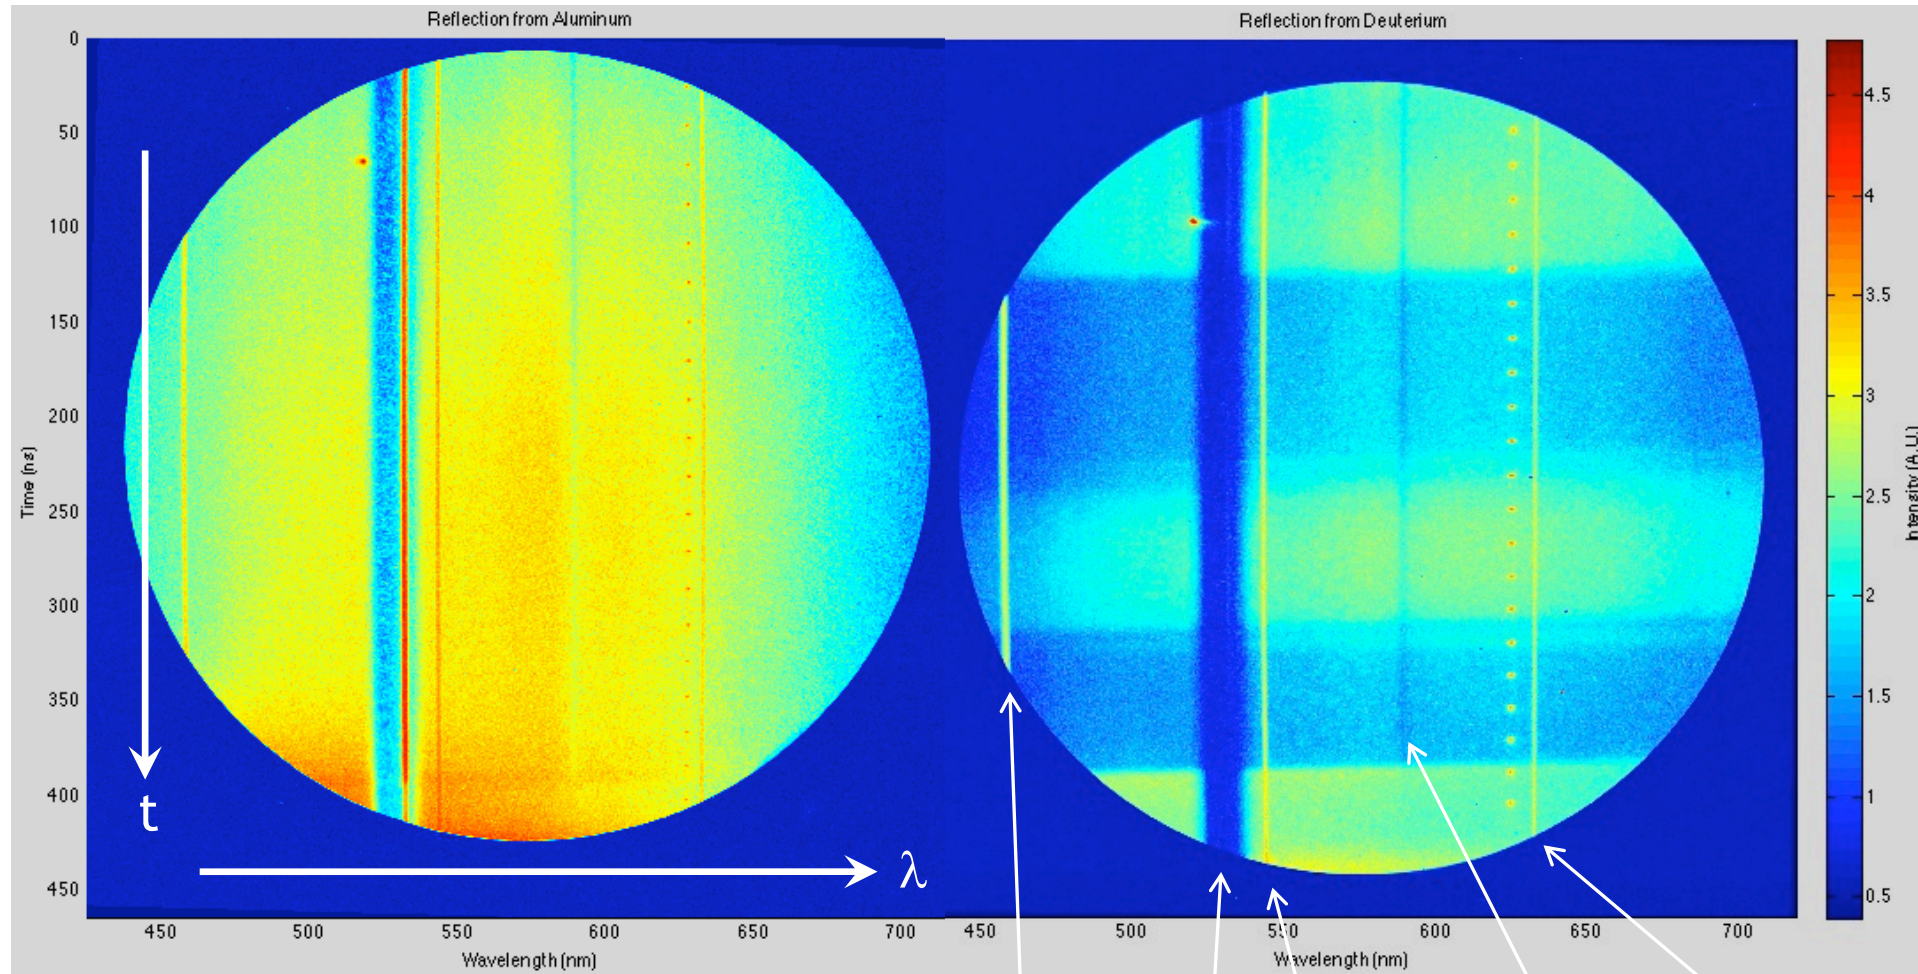 Reflection from Aluminum
Reflection from Deuterium
0
50
100
150
200
250
300
350
400
450
Time (ns)
t
λ
450 500 550 600 650 700
Wavelength (nm)
450 500 550 600 650 700
Wavelength (nm)
4.5
4
3.5
3
2.5
2
1.5
1
0.5
Intensity (A.U.)